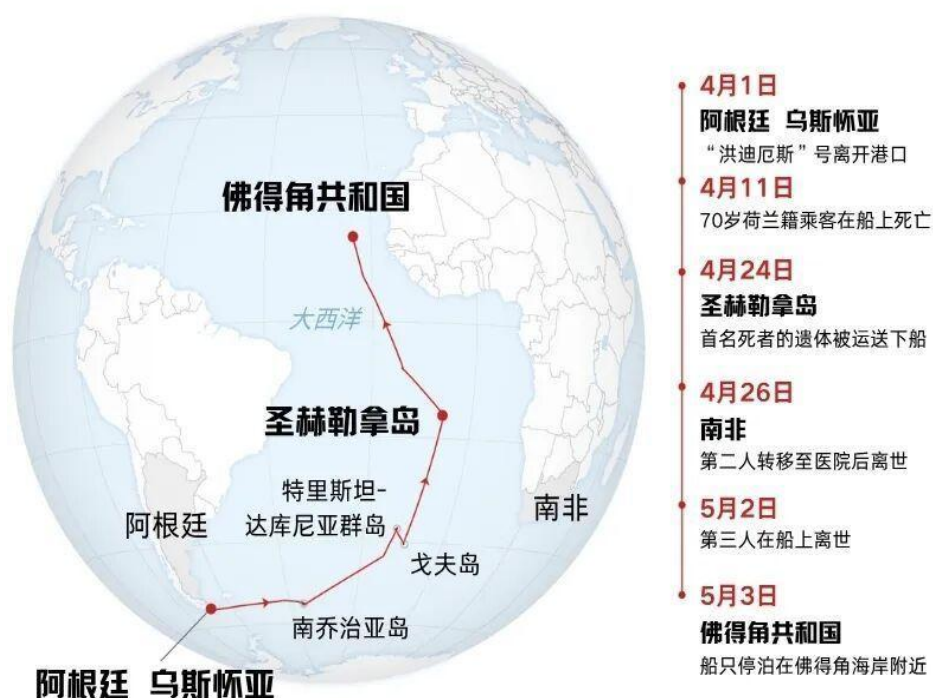 佛得角共和国
大西洋
圣赫勒拿岛
特里斯坦-
达库尼亚群岛
阿根廷
南非
戈夫岛
南乔治亚岛
阿根廷 乌斯怀亚
4月1日
阿根廷 乌斯怀亚
“洪迪厄斯”号离开港口
4月11日
70岁荷兰籍乘客在船上死亡
4月24日
圣赫勒拿岛
首名死者的遗体被运送下船
4月26日
南非
第二人转移至医院后离世
5月2日
第三人在船上离世
5月3日
佛得角共和国
船只停泊在佛得角海岸附近